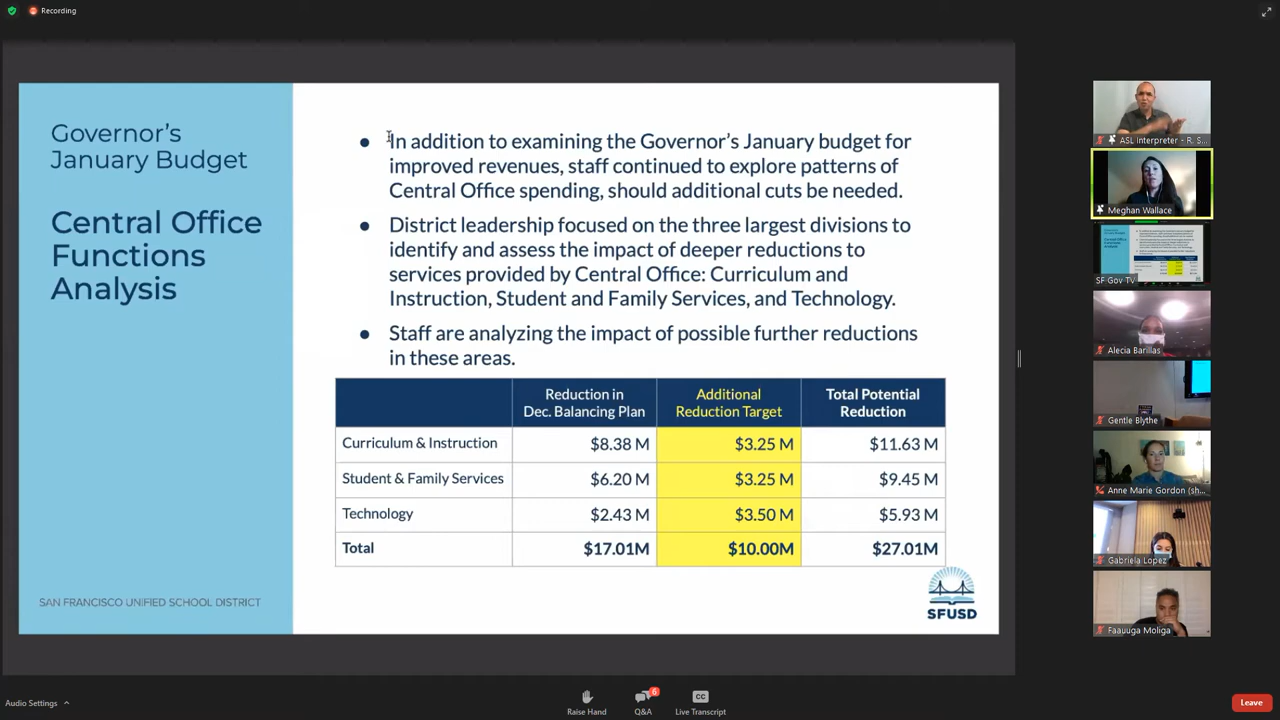 Recording
Governor's
January Budget
Central Office
Functions
Analysis
SAN FRANCISCO UNIFIED SCHOOL DISTRICT
● In addition to examining the Governor's January budget for
improved revenues, staff continued to explore patterns of
Central Office spending, should additional cuts be needed.
● District leadership focused on the three largest divisions to
identify and assess the impact of deeper reductions to
services provided by Central Office: Curriculum and
Instruction, Student and Family Services, and Technology.
● Staff are analyzing the impact of possible further reductions
in these areas.
Reduction in
Dec. Balancing Plan
Additional
Reduction Target
Total Potential
Reduction
Curriculum & Instruction $8.38 M $3.25 M $11.63 M
Student & Family Services $6.20 M $3.25 M $9.45 M
Technology $2.43 M $3.50 M $5.93 M
Total $17.01M $10.00M $27.01M
SFUSD
ASL Interpreter - R. S...
Meghan Wallace
SF Gov TV
Alecia Barillas
Gentle Blythe
Anne Marie Gordon (sh...
Gabriela Lopez
Faauuga Moliga
Audio Settings
Raise Hand
6
Q&A
CC
Live Transcript
Leave